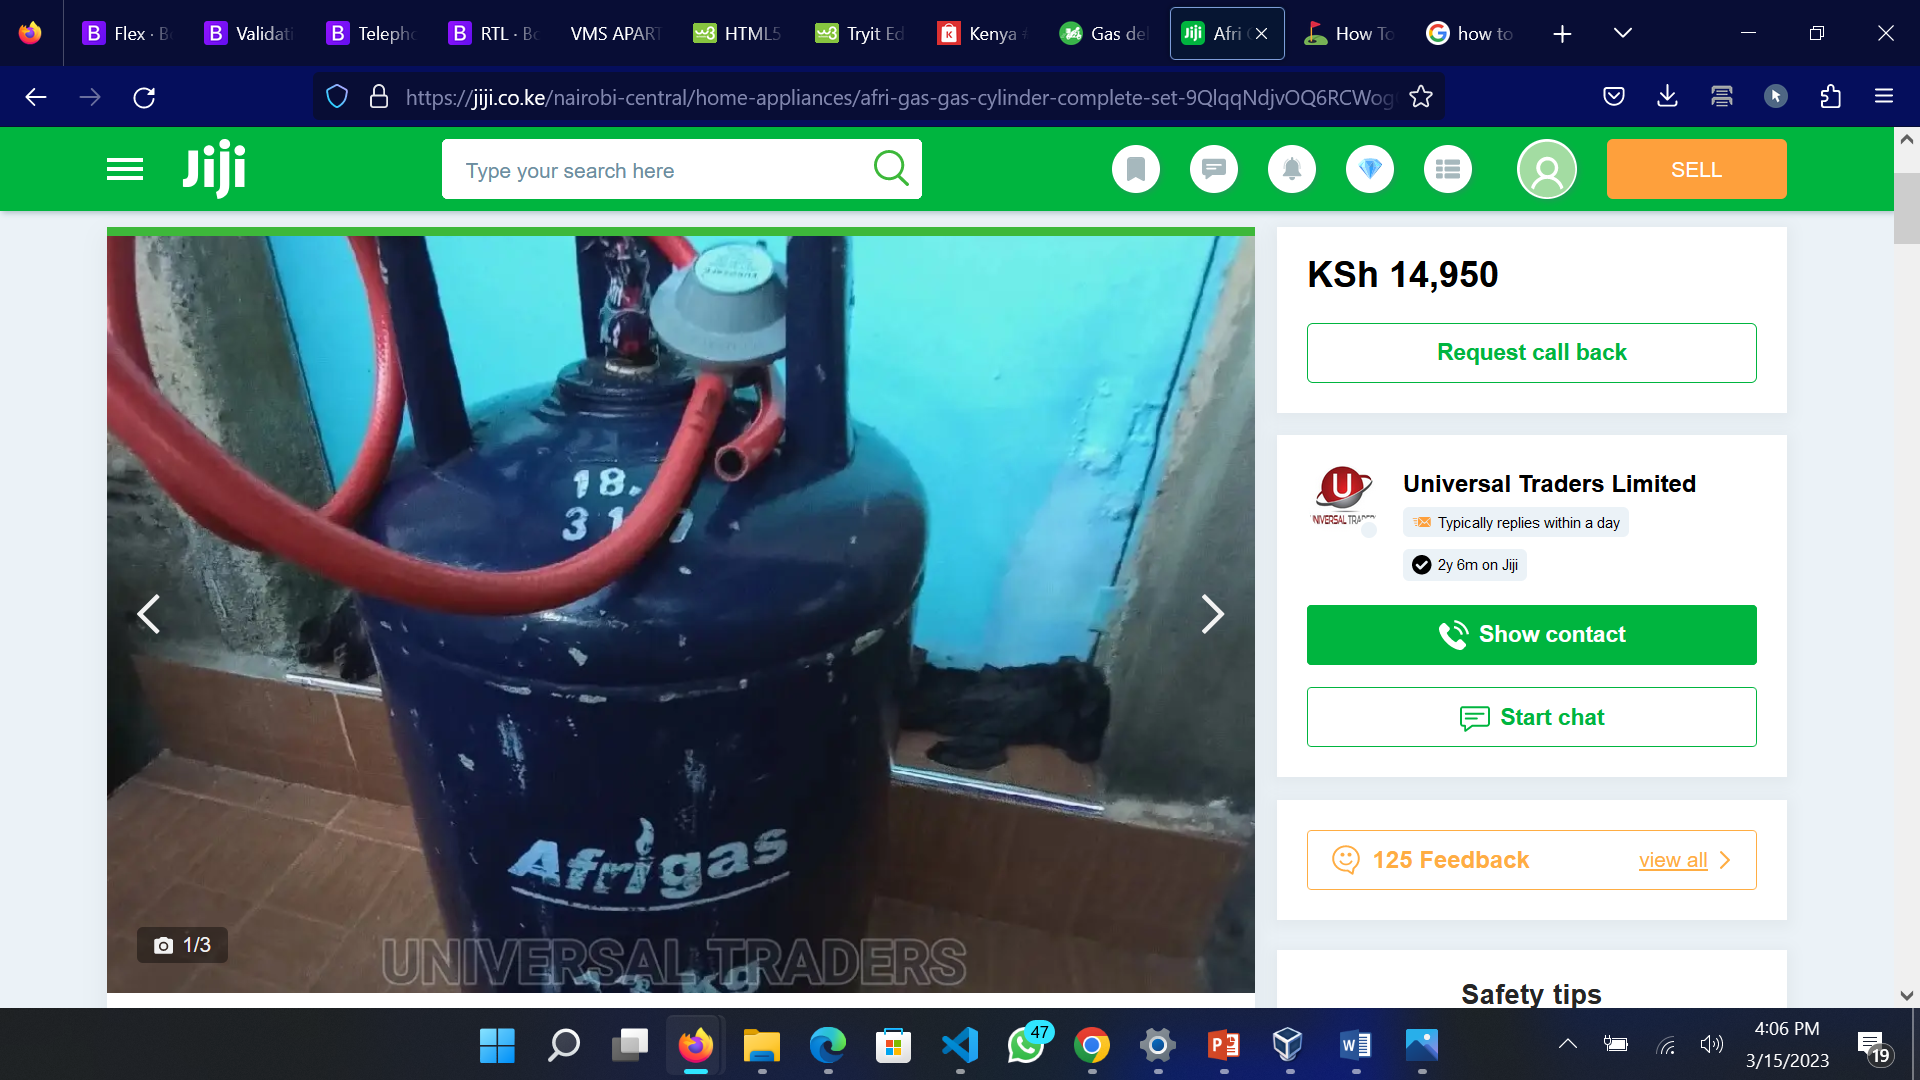 Flex · B
Validati
Teleph
RTL · Bo
VMS APART
HTML5
Tryit Ed
Kenya
Gas del
Afri
How To
how to
https://jiji.co.ke/nairobi-central/home-appliances/afri-gas-gas-cylinder-complete-set-9QlqqNdjvOQ6RCWog
JiJi
Type your search here
SELL
KSh 14,950
Request call back
Universal Traders Limited
Typically replies within a day
2y 6m on Jiji
Show contact
Start chat
125 Feedback
view all
Safety tips
18.
Afrigas
1/3
UNIVERSAL TRADERS
47
4:06 PM
3/15/2023
19